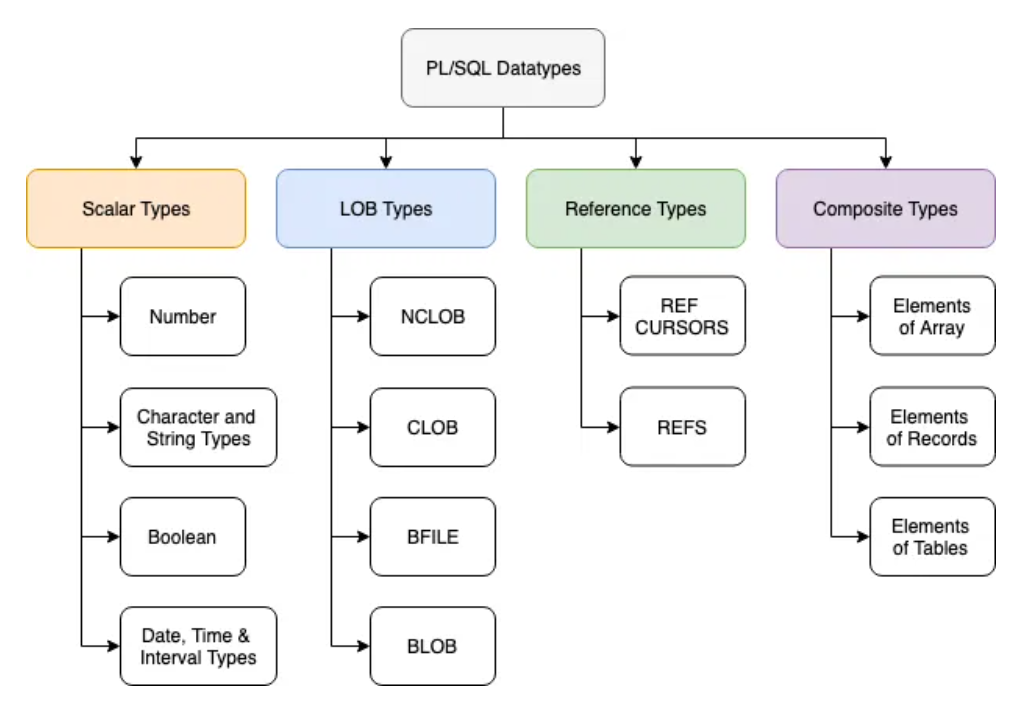 PL/SQL Datatypes
Scalar Types
LOB Types
Reference Types
Composite Types
Number
Character and
String Types
Boolean
Date, Time &
Interval Types
NCLOB
CLOB
BFILE
BLOB
REF
CURSORS
REFS
Elements
of Array
Elements
of Records
Elements
of Tables